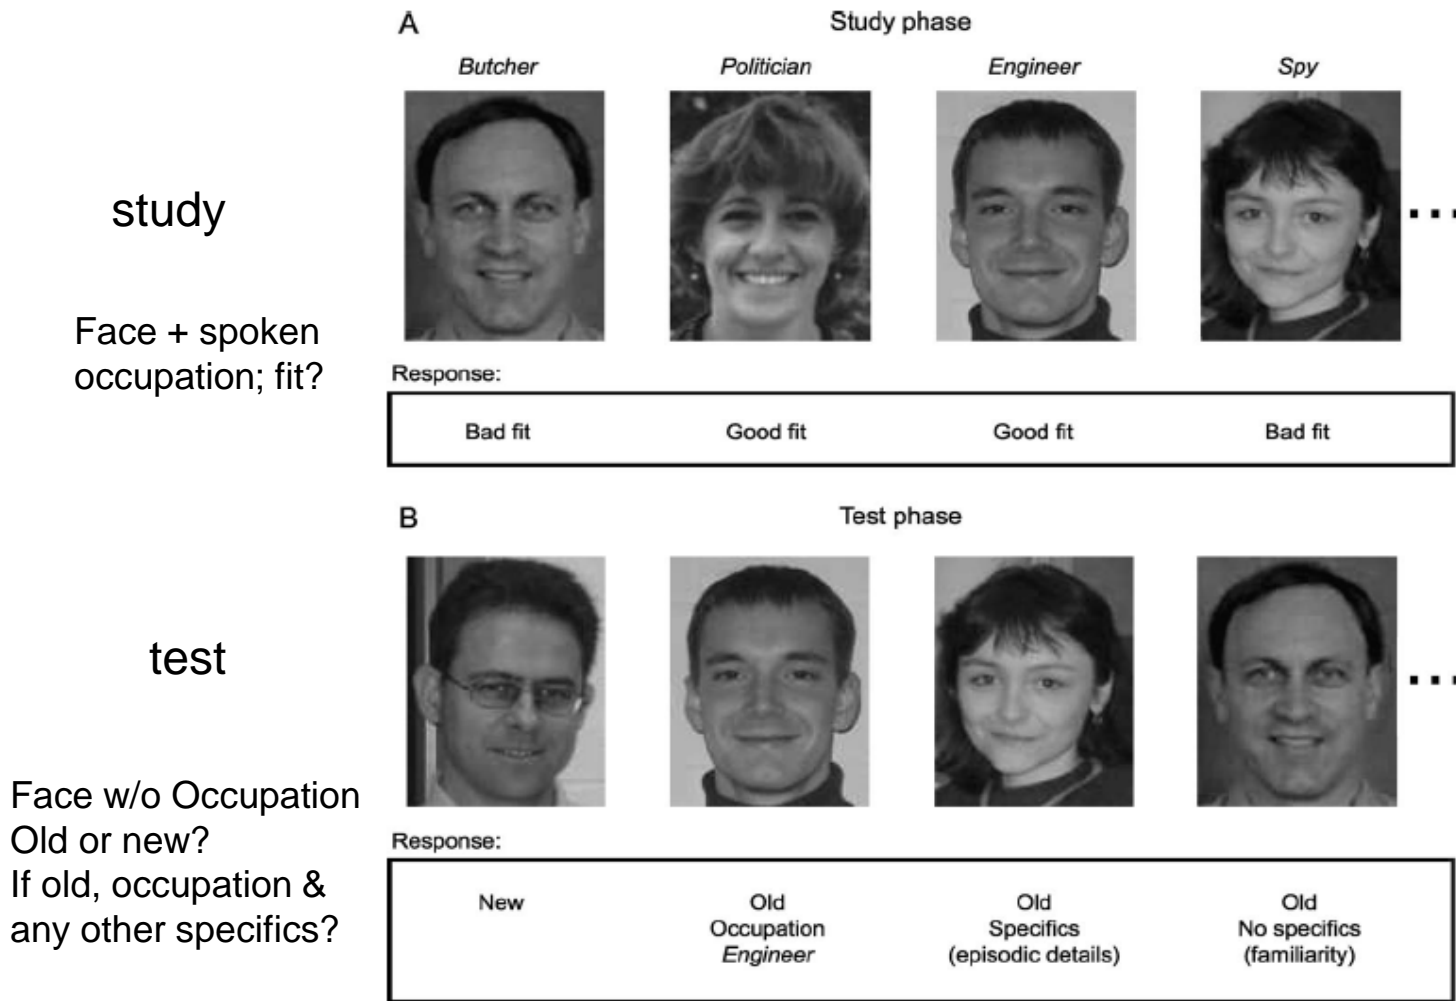 A
Study phase
Butcher Politician Engineer Spy
study
...
Face + spoken
occupation; fit?
Response:
Bad fit Good fit Good fit Bad fit
B
Test phase
test
...
Face w/o Occupation
Old or new?
If old, occupation &
any other specifics?
Response:
New Old Old Old
Occupation Specifics No specifics
Engineer (episodic details) (familiarity)